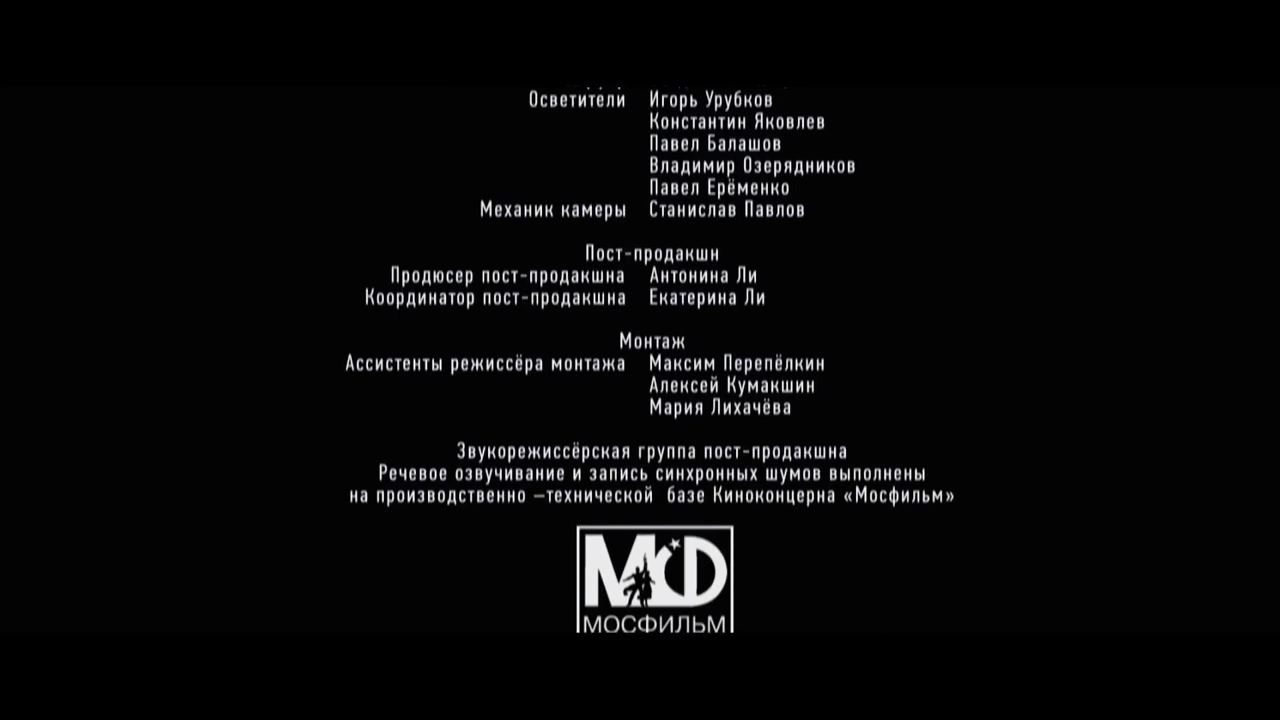 Осветители Игорь Урубков
Константин Яковлев
Павел Балашов
Владимир Озерядников
Павел Ерёменко
Механик камеры Станислав Павлов
Пост-продакшн
Продюсер пост-продакшна Антонина Ли
Координатор пост-продакшна Екатерина Ли
Монтаж
Ассистенты режиссёра монтажа Максим Перепёлкин
Алексей Кумакшин
Мария Лихачёва
Звукорежиссёрская группа пост-продакшна
Речевое озвучивание и запись синхронных шумов выполнены
на производственно –технической базе Киноконцерна «Мосфильм»
МФ
МОСФИЛЬМ